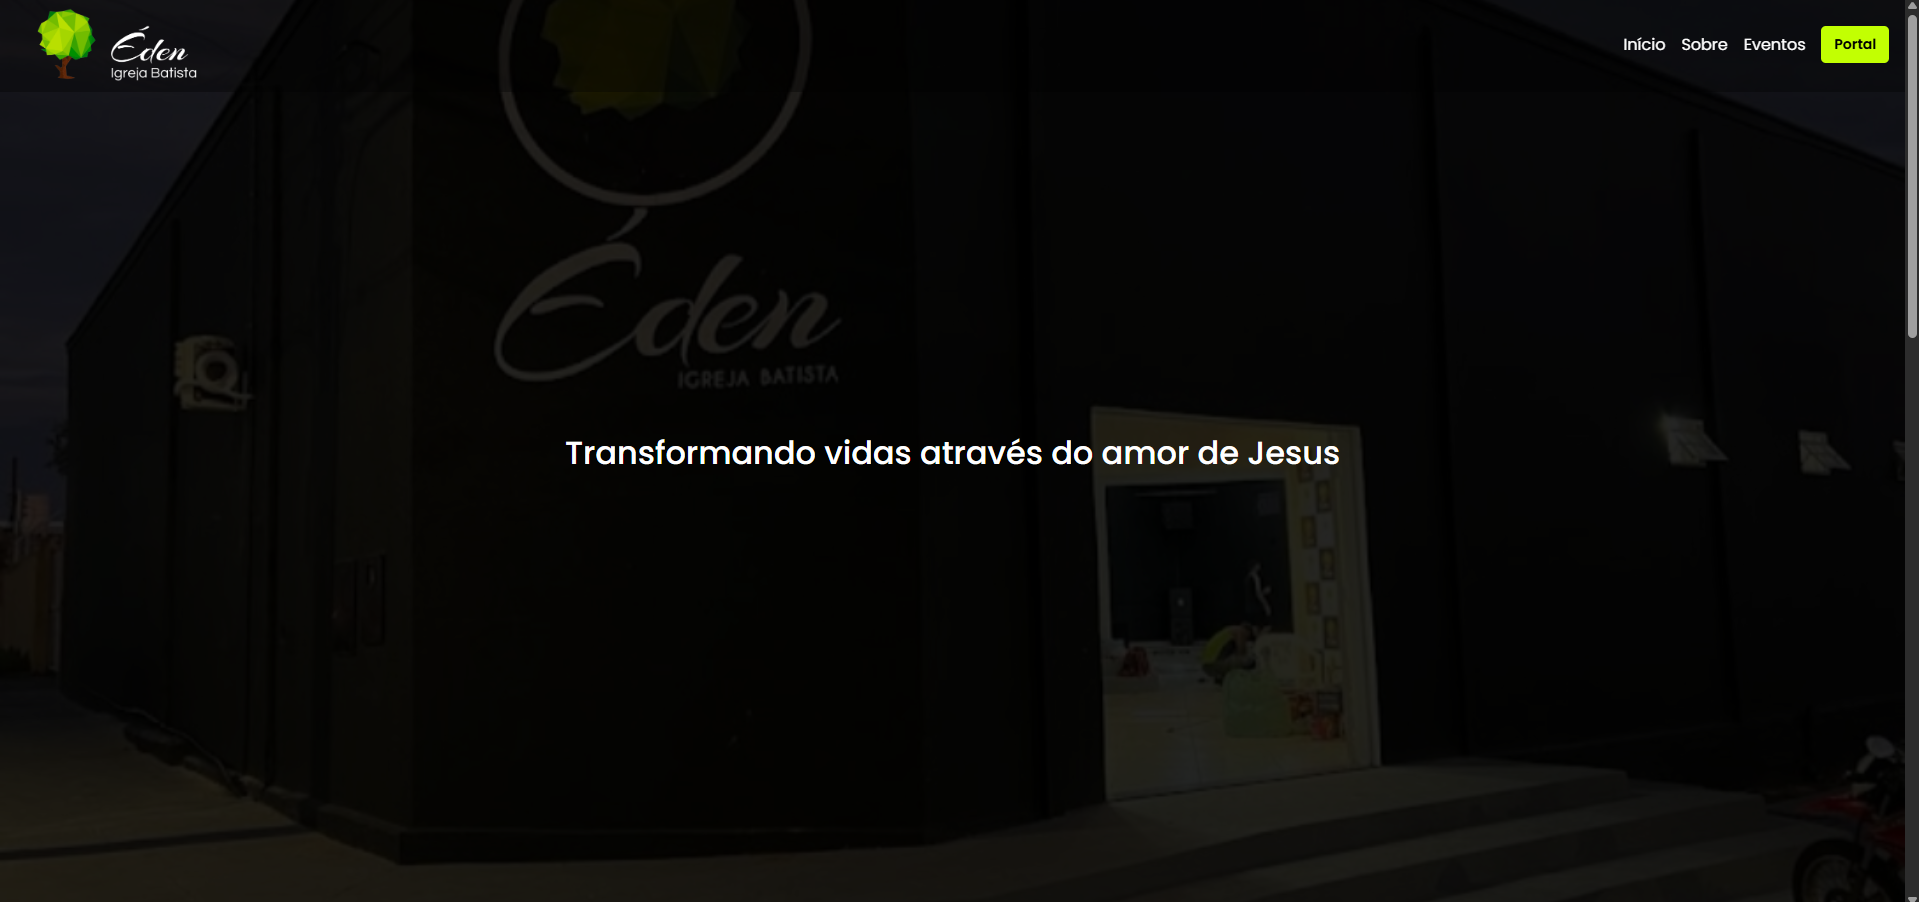 Éden
Igreja Batista
Início
Sobre
Eventos
Portal
Éden
IGREJA BATISTA
Transformando vidas através do amor de Jesus